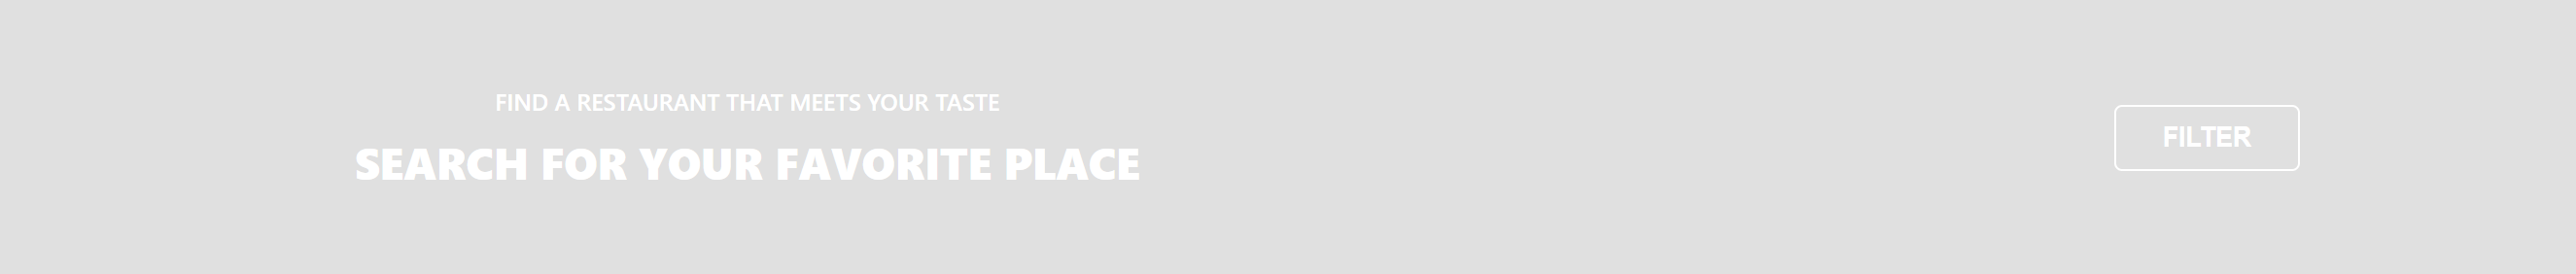 FIND A RESTAURANT THAT MEETS YOUR TASTE
SEARCH FOR YOUR FAVORITE PLACE
FILTER